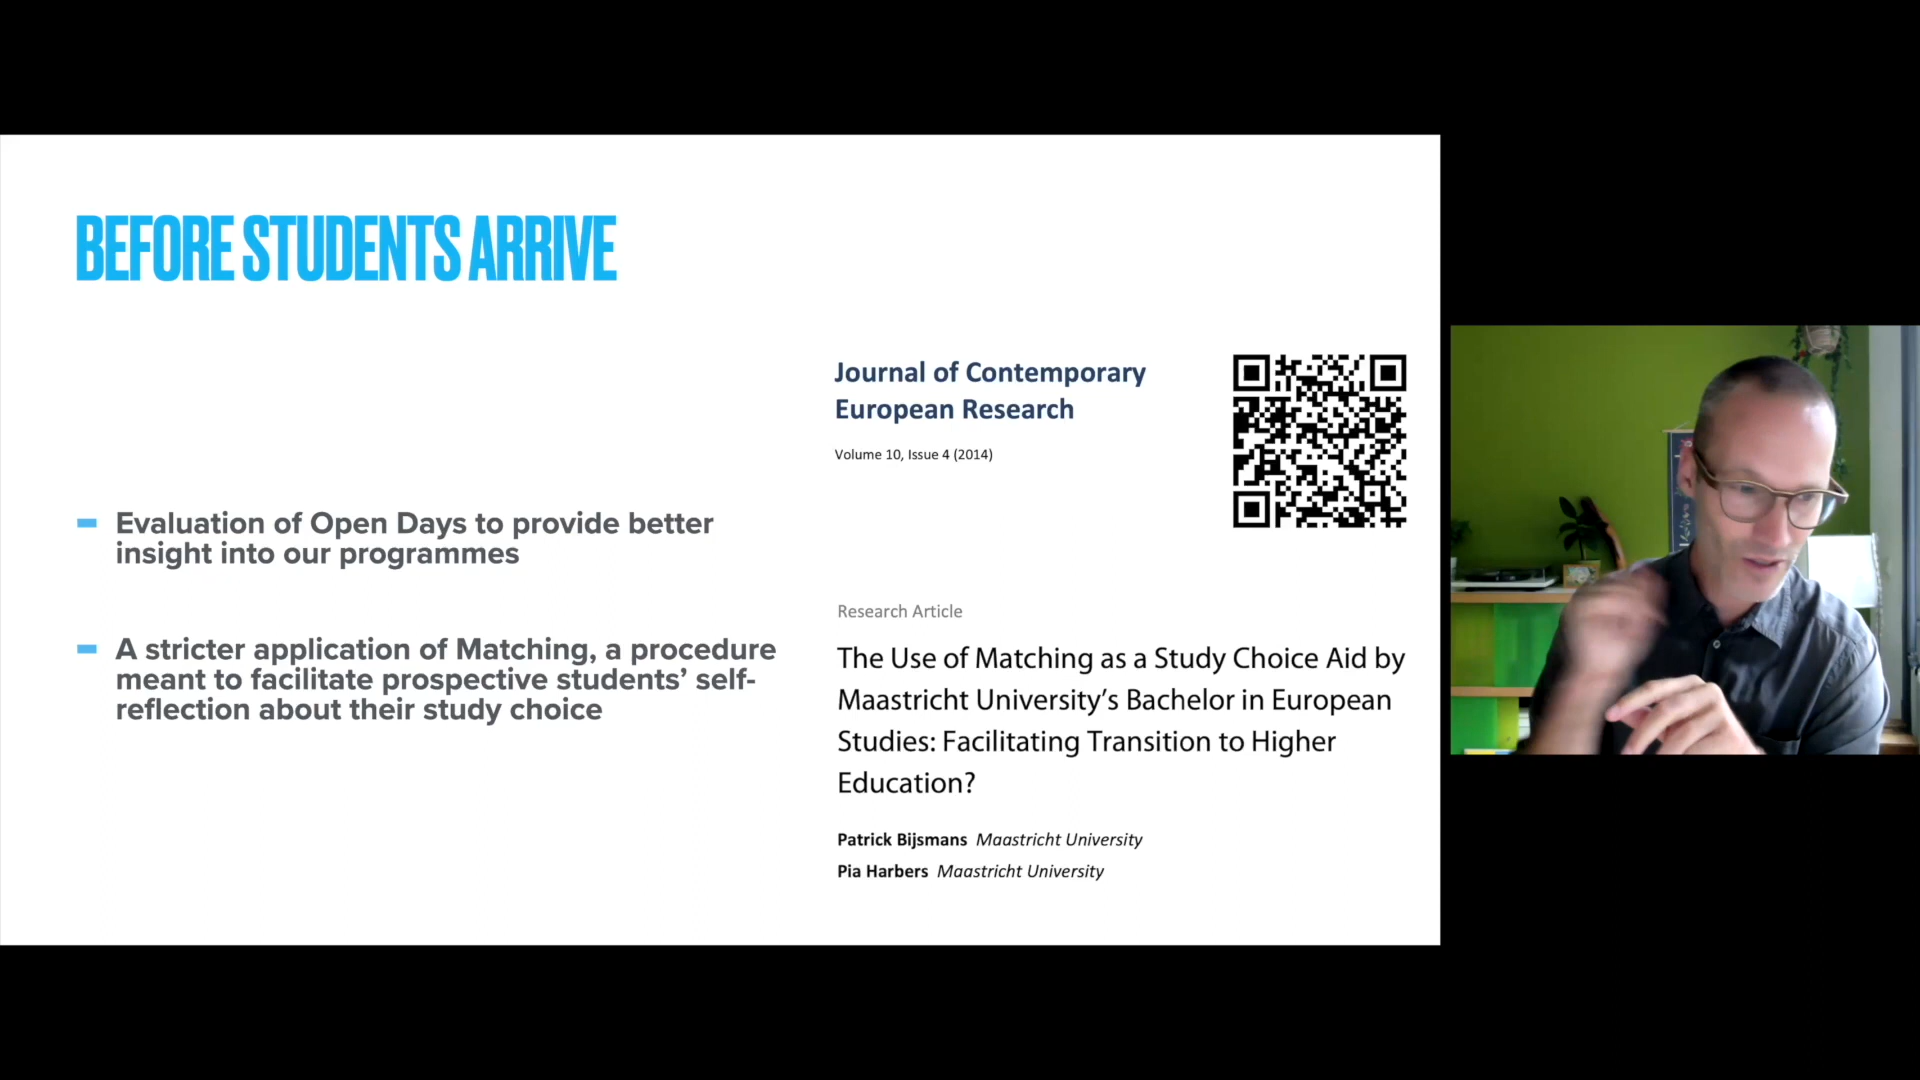 BEFORE STUDENTS ARRIVE
Evaluation of Open Days to provide better
insight into our programmes
A stricter application of Matching, a procedure
meant to facilitate prospective students’ self-
reflection about their study choice
Journal of Contemporary
European Research
Volume 10, Issue 4 (2014)
Research Article
The Use of Matching as a Study Choice Aid by
Maastricht University’s Bachelor in European
Studies: Facilitating Transition to Higher
Education?
Patrick Bijsmans Maastricht University
Pia Harbers Maastricht University